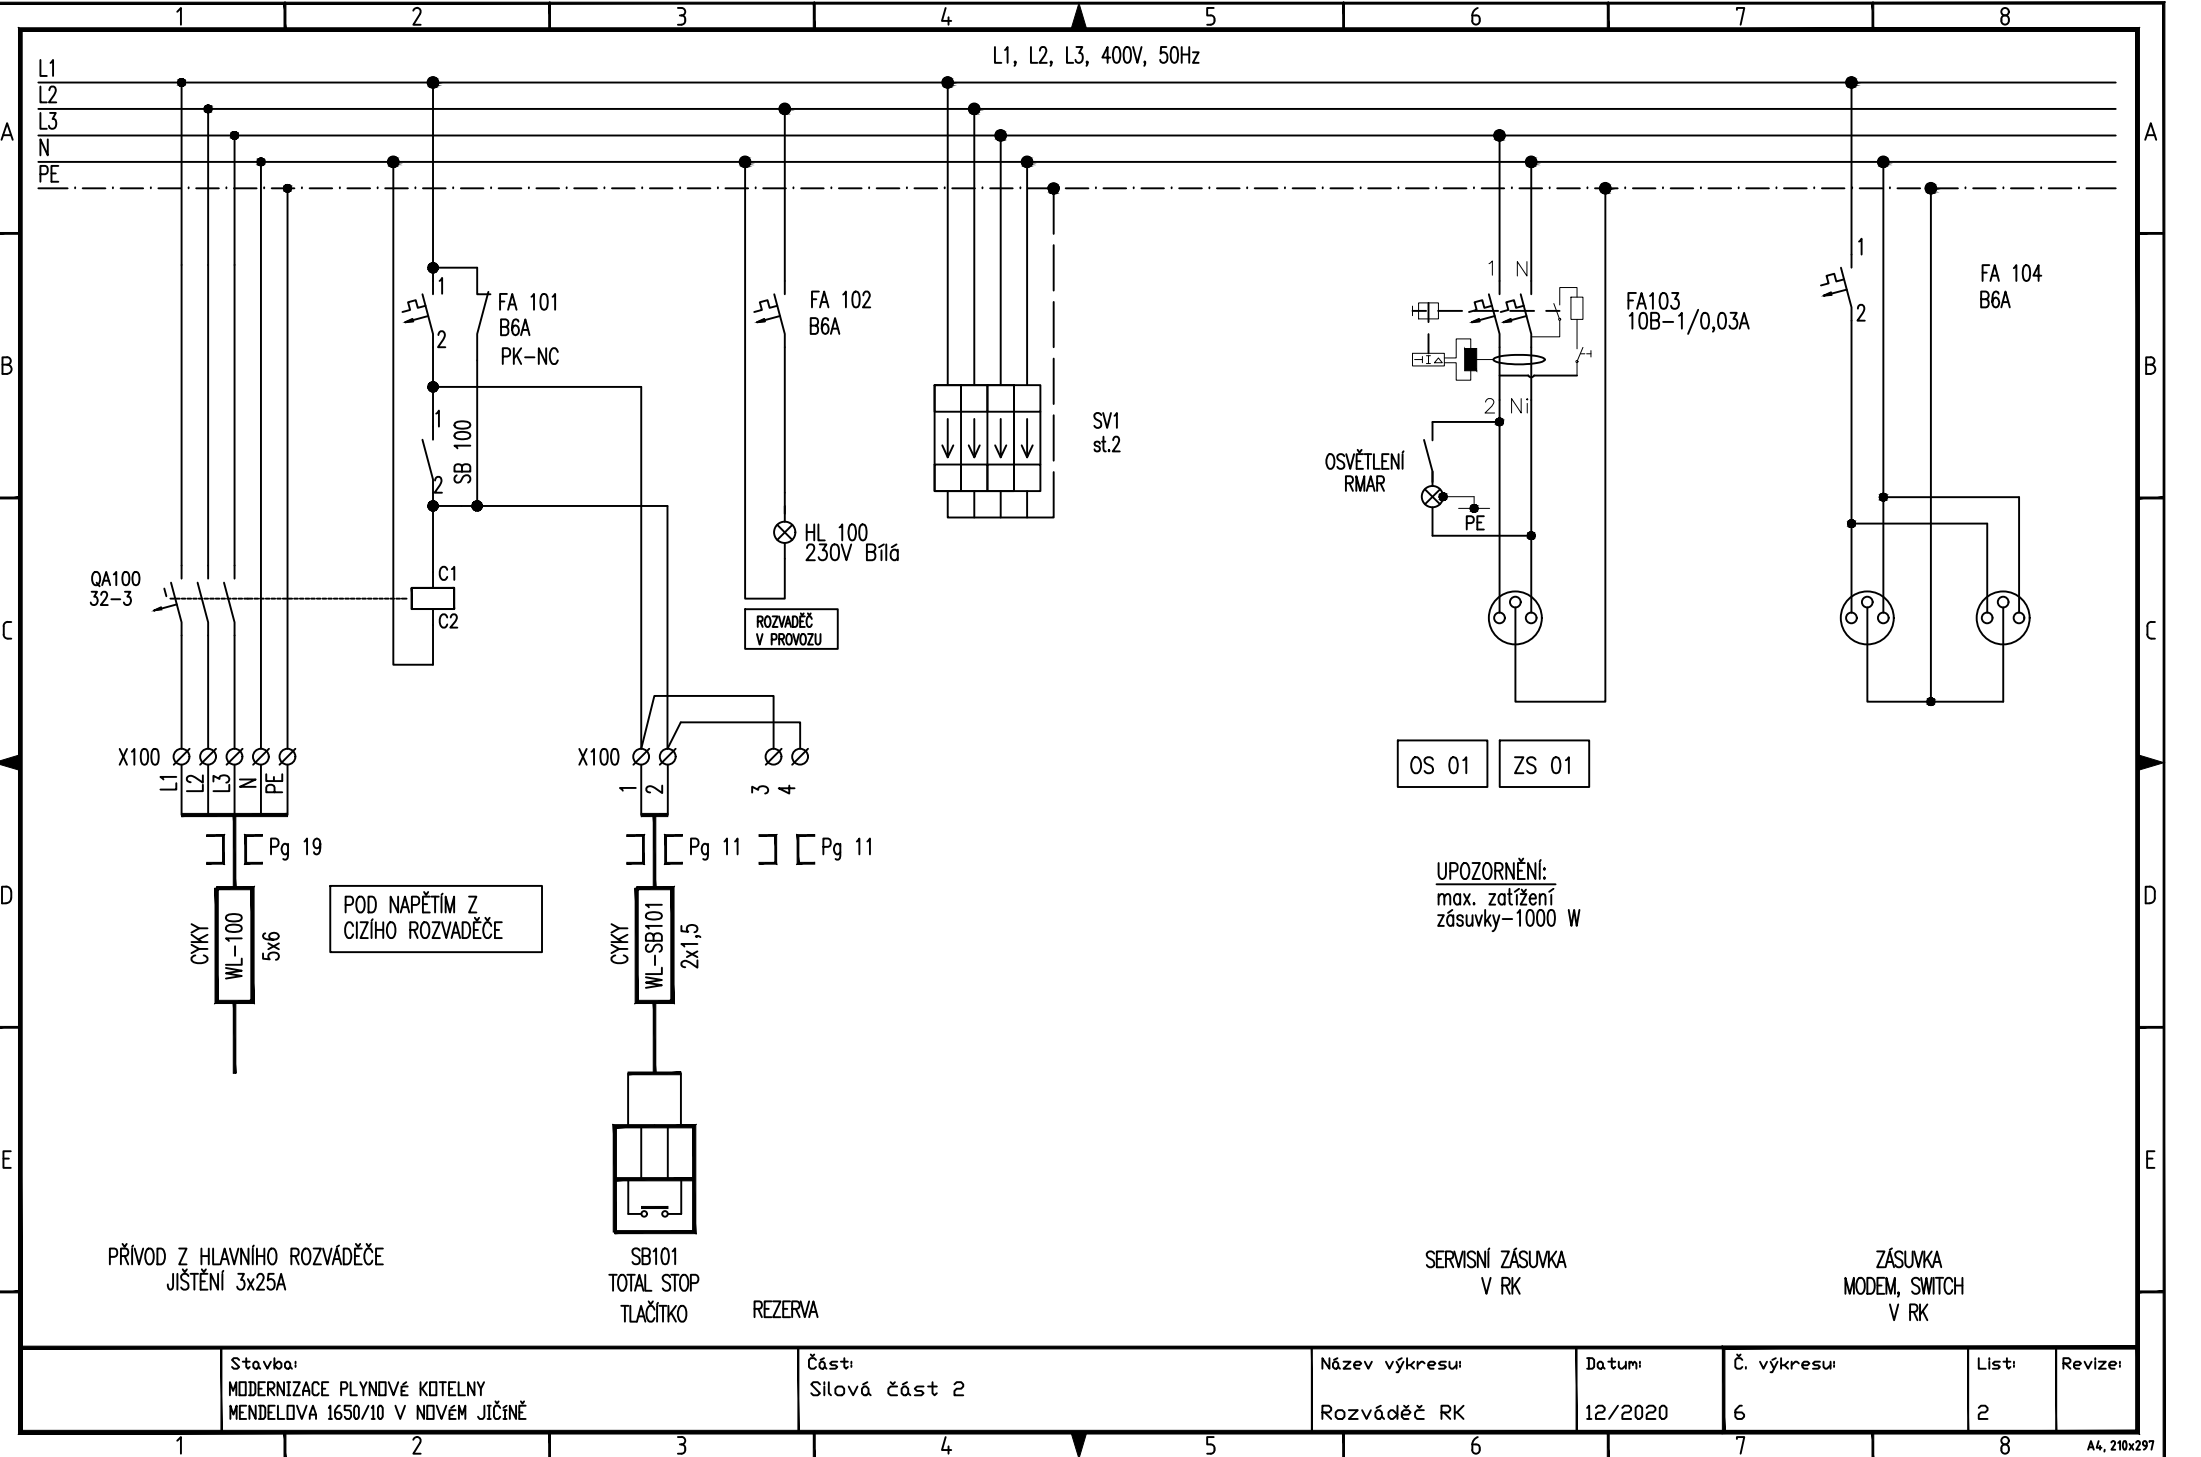 1 2 3 4 5 6 7 8
L1, L2, L3, 400V, 50Hz
L1
L2
L3
N
PE
A
A
B
B
C
C
D
D
E
E
1
2
FA 101
B6A
PK-NC
1
2
SB 100
C1
C2
QA100
32-3
FA 102
B6A
HL 100
230V Bílá
ROZVADĚČ
V PROVOZU
SV1
st.2
1 N
FA103
10B-1/0,03A
2 Ni
OSVĚTLENÍ
RMAR
PE
1
2
FA 104
B6A
X100
L1
L2
L3
N
PE
X100
1
2
3
4
OS 01
ZS 01
Pg 19
Pg 11
Pg 11
CYKY
WL-100
5x6
POD NAPĚTÍM Z
CIZÍHO ROZVADĚČE
CYKY
WL-SB101
2x1,5
UPOZORNĚNÍ:
max. zatížení
zásuvky-1000 W
PŘÍVOD Z HLAVNÍHO ROZVÁDĚČE
JIŠTĚNÍ 3x25A
SB101
TOTAL STOP
TLAČÍTKO
REZERVA
SERVISNÍ ZÁSUVKA
V RK
ZÁSUVKA
MODEM, SWITCH
V RK
Stavba:
MODERNIZACE PLYNOVÉ KOTELNY
MENDELOVA 1650/10 V NOVÉM JIČÍNĚ
Část:
Silová část 2
Název výkresu:
Rozváděč RK
Datum:
12/2020
Č. výkresu:
6
List:
2
Revize:
1 2 3 4 5 6 7 8
A4, 210x297